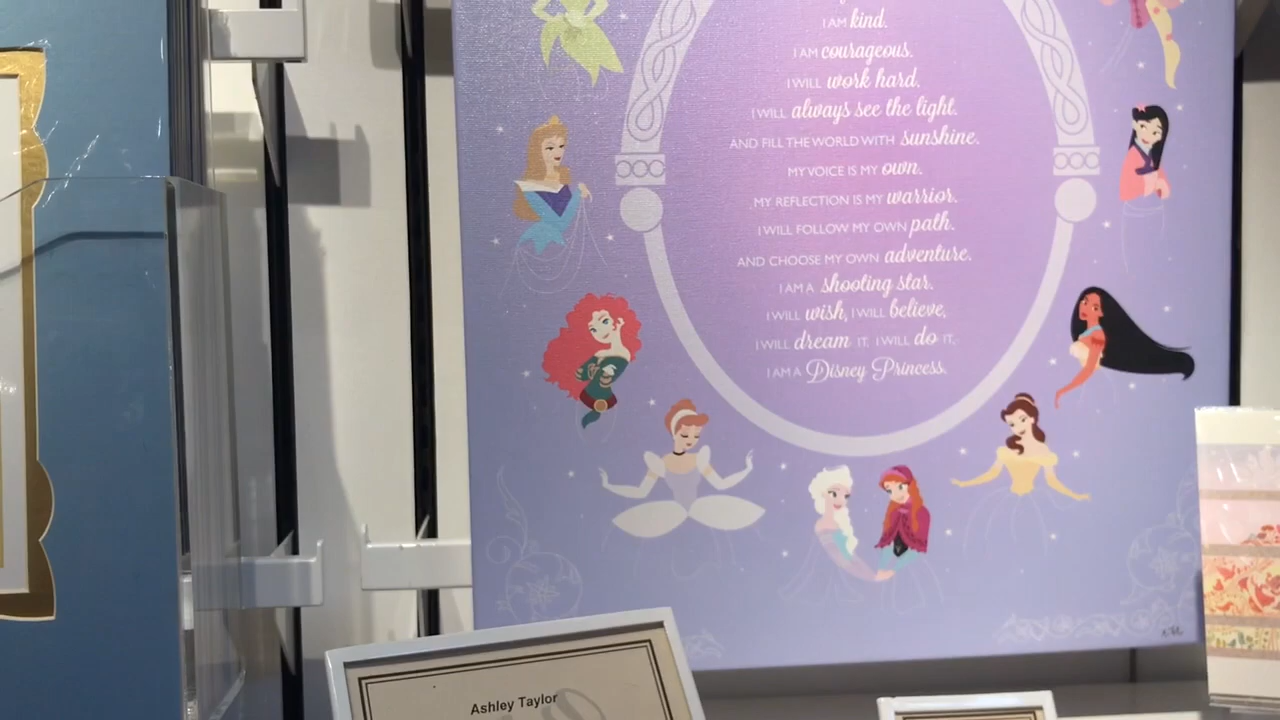 I AM kind.
I AM courageous.
I WILL work hard.
I WILL always see the light.
AND FILL THE WORLD WITH sunshine.
MY VOICE IS MY own.
MY REFLECTION IS MY warrior.
I WILL FOLLOW MY OWN path.
AND CHOOSE MY OWN adventure.
I AM A shooting star.
I WILL wish, I WILL believe,
I WILL dream IT. I WILL do IT.
I AM A Disney Princess.
Ashley Taylor